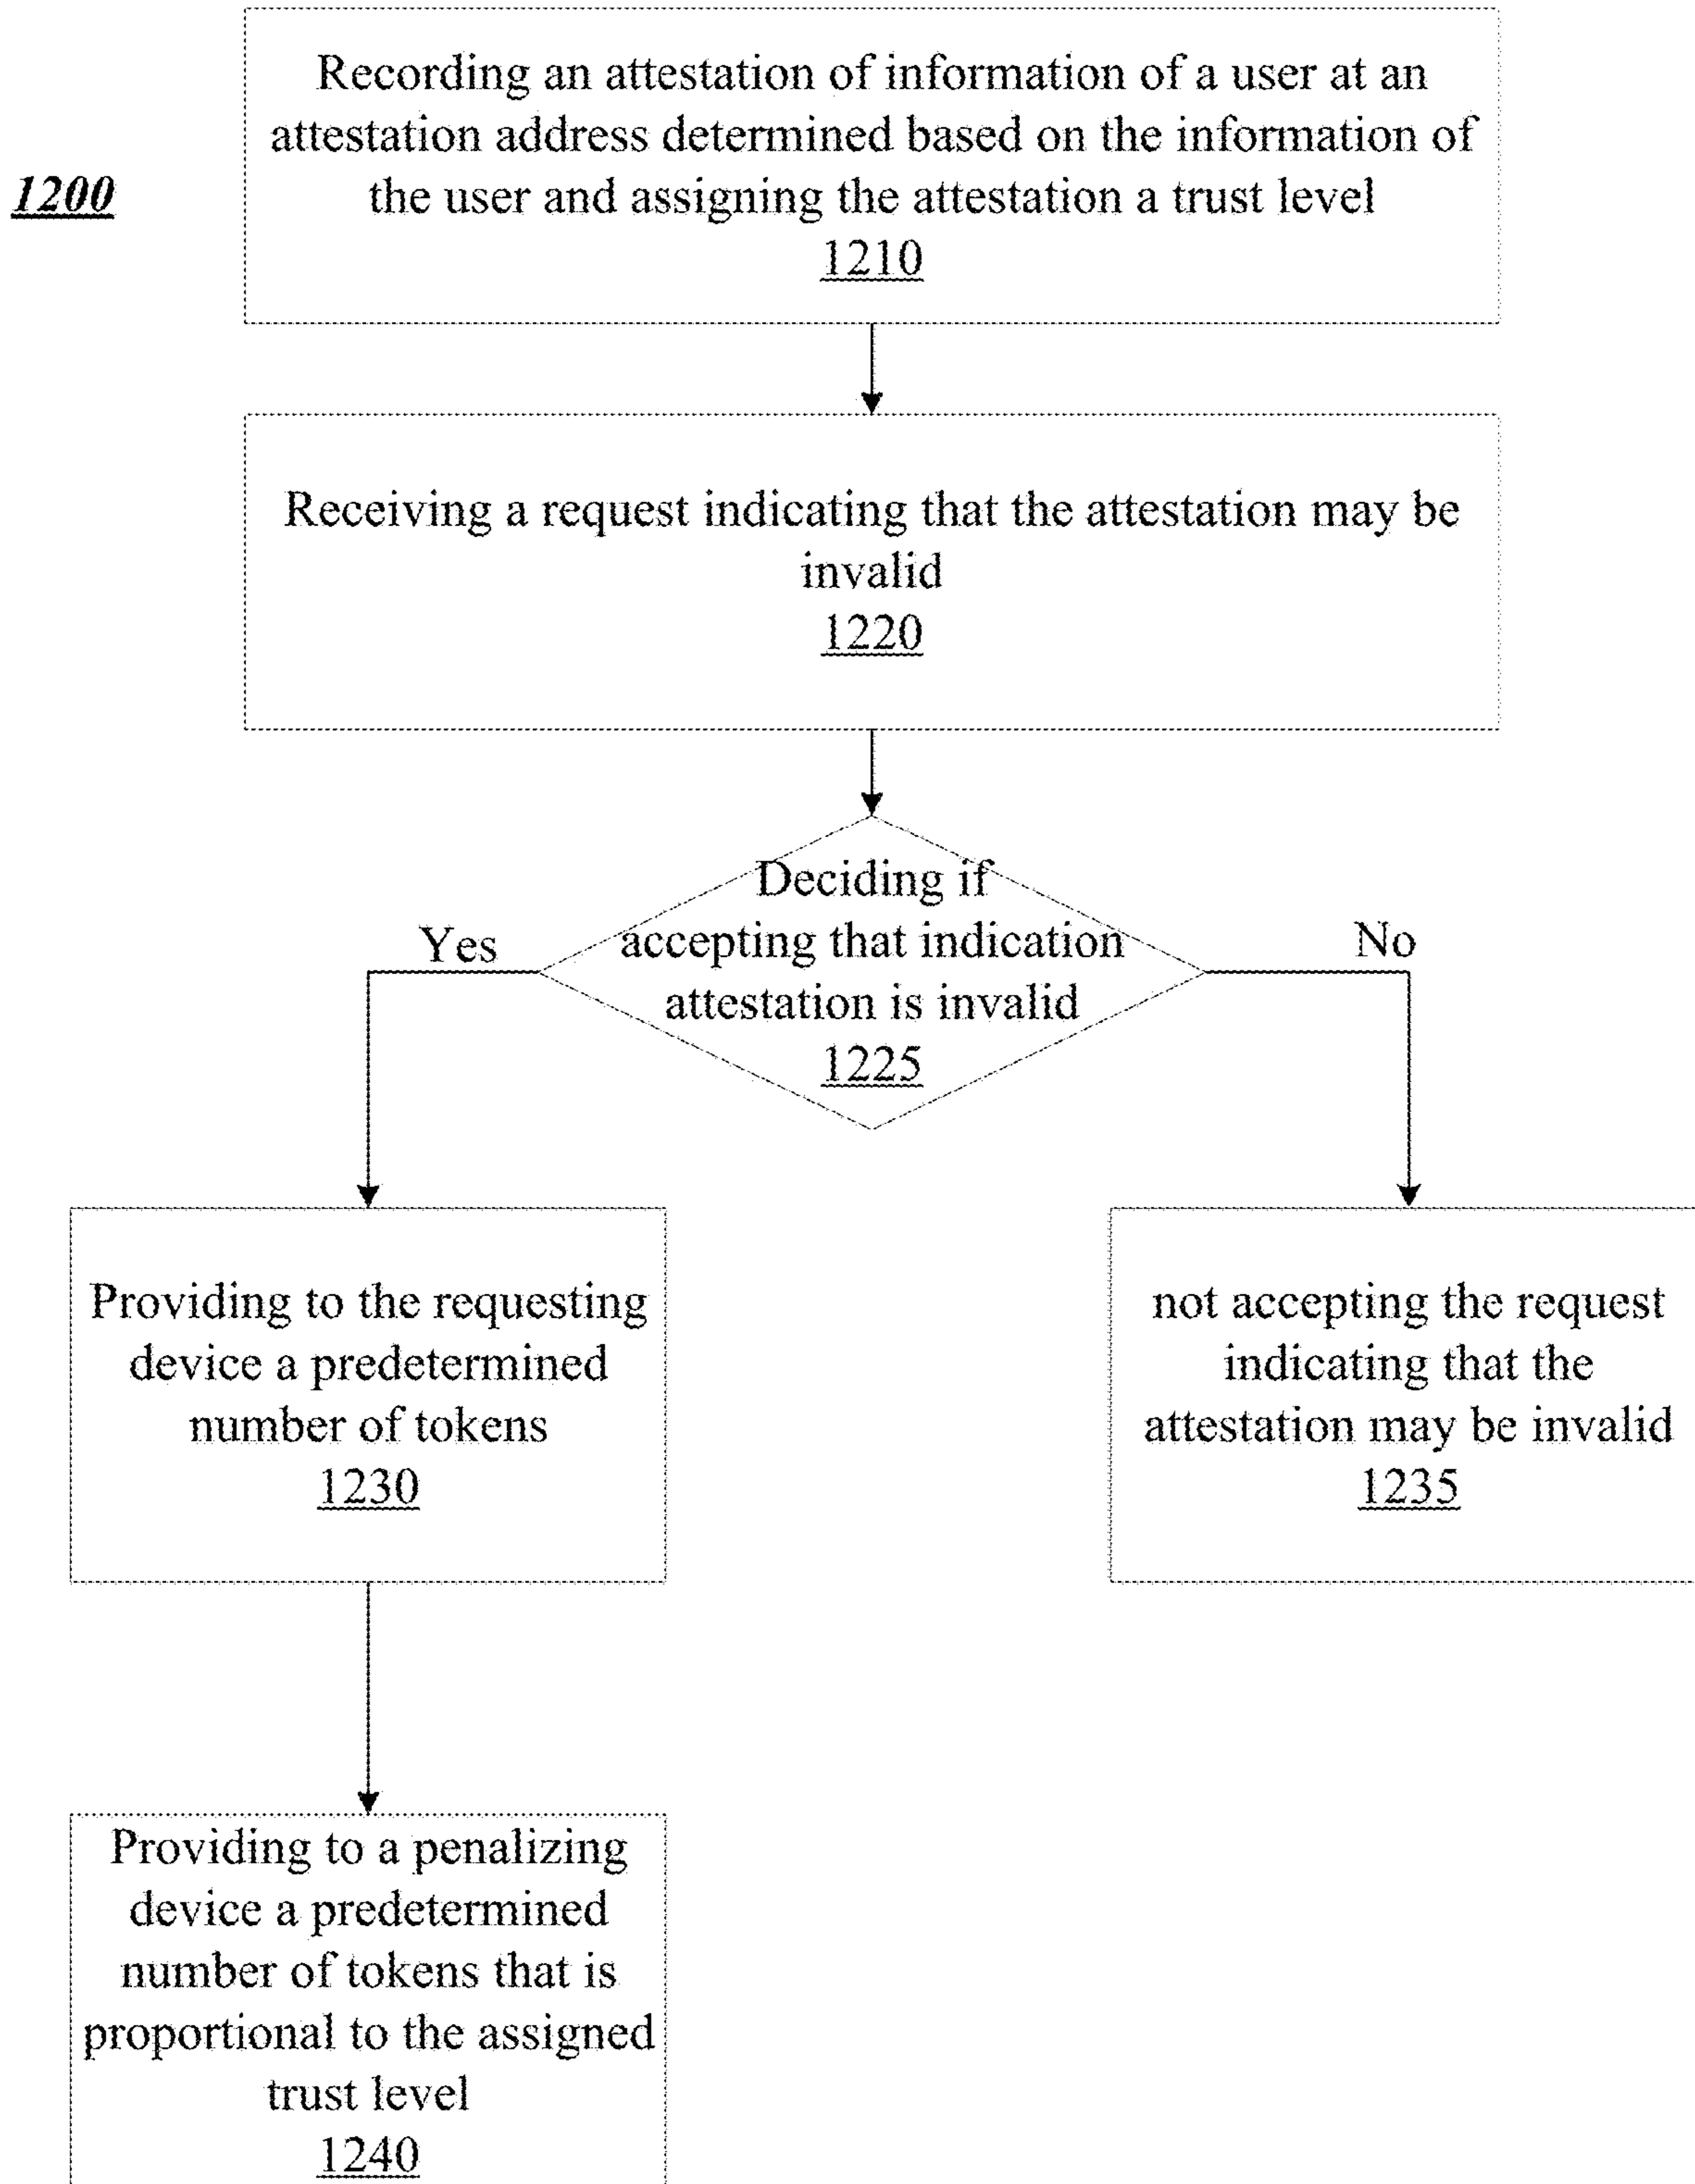 Recording an attestation of information of a user at an
attestation address determined based on the information of
the user and assigning the attestation a trust level
1210
1200
Receiving a request indicating that the attestation may be
invalid
1220
Deciding if
accepting that indication
attestation is invalid
1225
Yes
No
Providing to the requesting
device a predetermined
number of tokens
1230
not accepting the request
indicating that the
attestation may be invalid
1235
Providing to a penalizing
device a predetermined
number of tokens that is
proportional to the assigned
trust level
1240